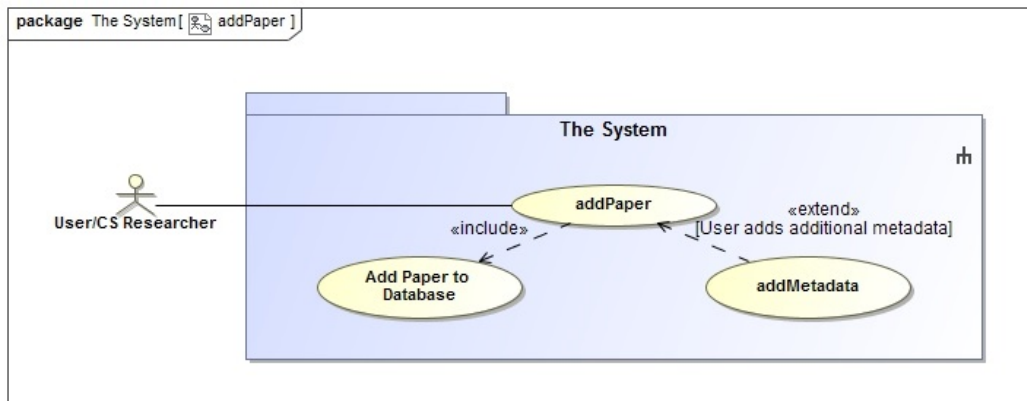 package The System[ addPaper ]
The System
User/CS Researcher
addPaper
«include»
«extend»
[User adds additional metadata]
Add Paper to
Database
addMetadata